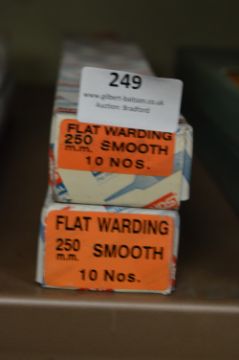 249
www.gilbert-baitson.co.uk
Auction: Bradford
FLAT WARDING
250 SMOOTH
m.m.
10 NOS.
FLAT WARDING
250 SMOOTH
m.m.
10 Nos.